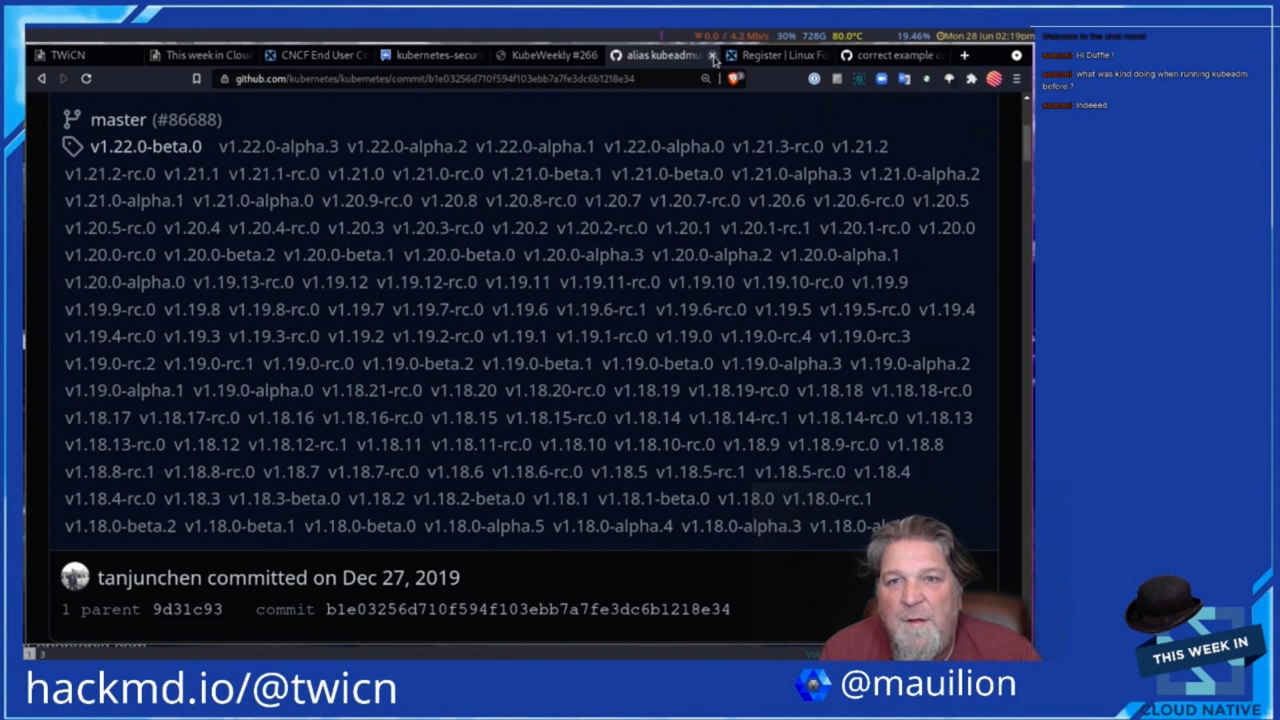 0.0 / 4.2 Mb/s 30% 728G 80.0°C 19.46% Mon 28 Jun 02:19pm
TWiCN This week in Clou CNCF End User Co kubernetes-securi KubeWeekly #266 alias kubeadm Register | Linux Fo correct example c
github.com/kubernetes/kubernetes/commit/b1e03256d710f594f103ebb7a7fe3dc6b1218e34
master (#86688)
v1.22.0-beta.0 v1.22.0-alpha.3 v1.22.0-alpha.2 v1.22.0-alpha.1 v1.22.0-alpha.0 v1.21.3-rc.0 v1.21.2
v1.21.2-rc.0 v1.21.1 v1.21.1-rc.0 v1.21.0 v1.21.0-rc.0 v1.21.0-beta.1 v1.21.0-beta.0 v1.21.0-alpha.3 v1.21.0-alpha.2
v1.21.0-alpha.1 v1.21.0-alpha.0 v1.20.9-rc.0 v1.20.8 v1.20.8-rc.0 v1.20.7 v1.20.7-rc.0 v1.20.6 v1.20.6-rc.0 v1.20.5
v1.20.5-rc.0 v1.20.4 v1.20.4-rc.0 v1.20.3 v1.20.3-rc.0 v1.20.2 v1.20.2-rc.0 v1.20.1 v1.20.1-rc.1 v1.20.1-rc.0 v1.20.0
v1.20.0-rc.0 v1.20.0-beta.2 v1.20.0-beta.1 v1.20.0-beta.0 v1.20.0-alpha.3 v1.20.0-alpha.2 v1.20.0-alpha.1
v1.20.0-alpha.0 v1.19.13-rc.0 v1.19.12 v1.19.12-rc.0 v1.19.11 v1.19.11-rc.0 v1.19.10 v1.19.10-rc.0 v1.19.9
v1.19.9-rc.0 v1.19.8 v1.19.8-rc.0 v1.19.7 v1.19.7-rc.0 v1.19.6 v1.19.6-rc.1 v1.19.6-rc.0 v1.19.5 v1.19.5-rc.0 v1.19.4
v1.19.4-rc.0 v1.19.3 v1.19.3-rc.0 v1.19.2 v1.19.2-rc.0 v1.19.1 v1.19.1-rc.0 v1.19.0 v1.19.0-rc.4 v1.19.0-rc.3
v1.19.0-rc.2 v1.19.0-rc.1 v1.19.0-rc.0 v1.19.0-beta.2 v1.19.0-beta.1 v1.19.0-beta.0 v1.19.0-alpha.3 v1.19.0-alpha.2
v1.19.0-alpha.1 v1.19.0-alpha.0 v1.18.21-rc.0 v1.18.20 v1.18.20-rc.0 v1.18.19 v1.18.19-rc.0 v1.18.18 v1.18.18-rc.0
v1.18.17 v1.18.17-rc.0 v1.18.16 v1.18.16-rc.0 v1.18.15 v1.18.15-rc.0 v1.18.14 v1.18.14-rc.1 v1.18.14-rc.0 v1.18.13
v1.18.13-rc.0 v1.18.12 v1.18.12-rc.1 v1.18.11 v1.18.11-rc.0 v1.18.10 v1.18.10-rc.0 v1.18.9 v1.18.9-rc.0 v1.18.8
v1.18.8-rc.1 v1.18.8-rc.0 v1.18.7 v1.18.7-rc.0 v1.18.6 v1.18.6-rc.0 v1.18.5 v1.18.5-rc.1 v1.18.5-rc.0 v1.18.4
v1.18.4-rc.0 v1.18.3 v1.18.3-beta.0 v1.18.2 v1.18.2-beta.0 v1.18.1 v1.18.1-beta.0 v1.18.0 v1.18.0-rc.1
v1.18.0-beta.2 v1.18.0-beta.1 v1.18.0-beta.0 v1.18.0-alpha.5 v1.18.0-alpha.4 v1.18.0-alpha.3
tanjunchen committed on Dec 27, 2019
1 parent 9d31c93 commit b1e03256d710f594f103ebb7a7fe3dc6b1218e34
1 3
Welcome to the chat room!
Hi Duffie !
what was kind doing when running kubeadm
before ?
indeeed
hackmd.io/@twicn
@mauilion
THIS WEEK IN
CLOUD NATIVE